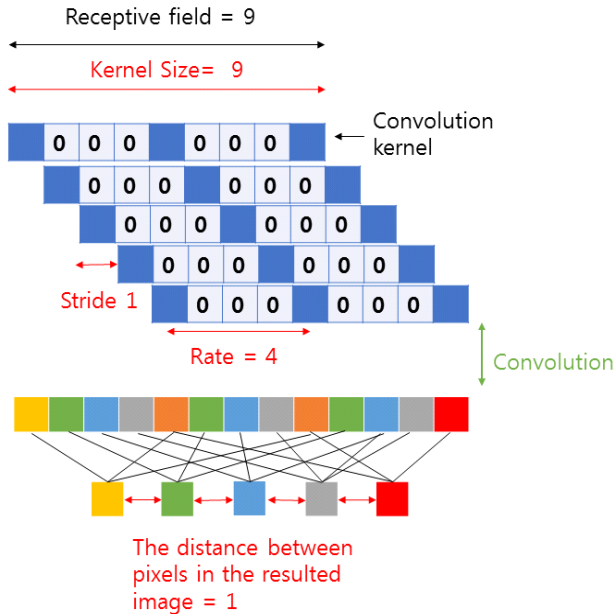 Receptive field = 9
Kernel Size= 9
0 0 0 0 0 0
Convolution
kernel
0 0 0 0 0 0
0 0 0 0 0 0
0 0 0 0 0 0
Stride 1
0 0 0 0 0 0
Rate = 4
Convolution
The distance between
pixels in the resulted
image = 1